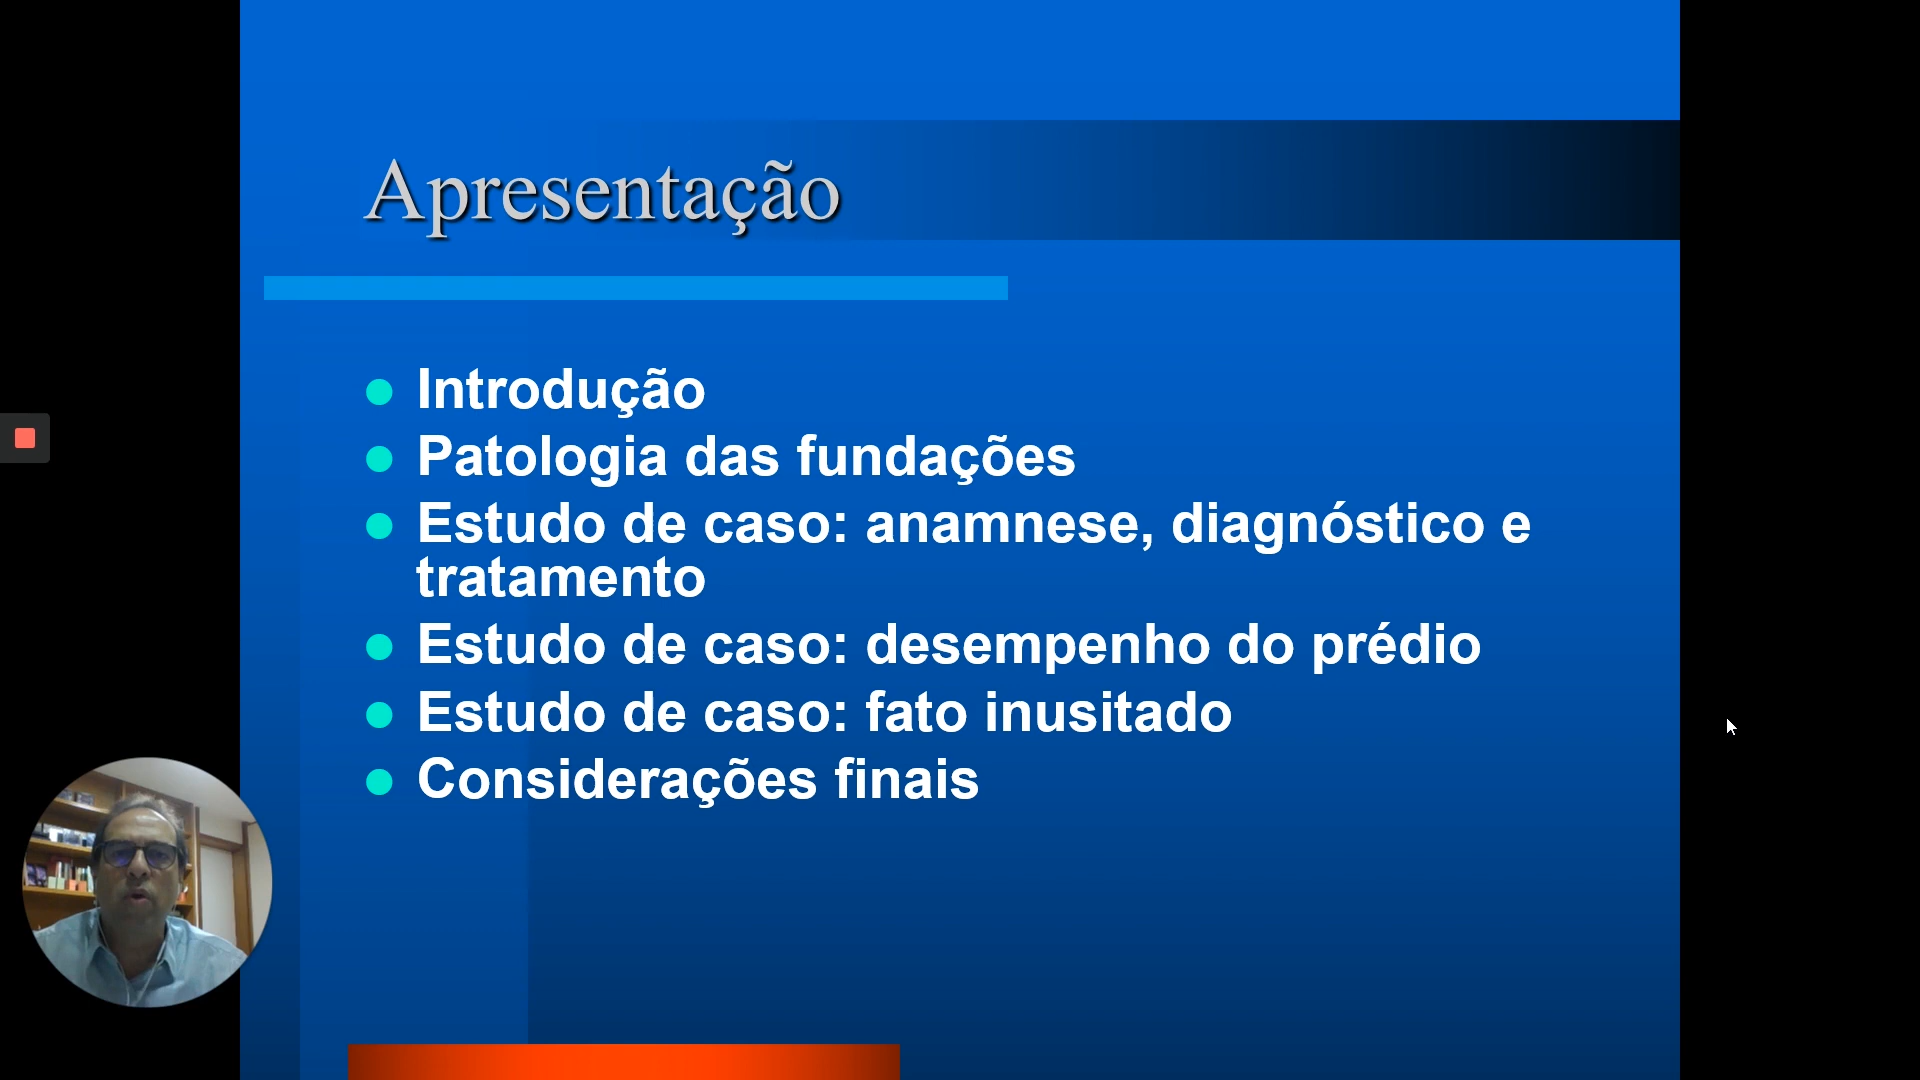 Apresentação
Introdução
Patologia das fundações
Estudo de caso: anamnese, diagnóstico e
tratamento
Estudo de caso: desempenho do prédio
Estudo de caso: fato inusitado
Considerações finais